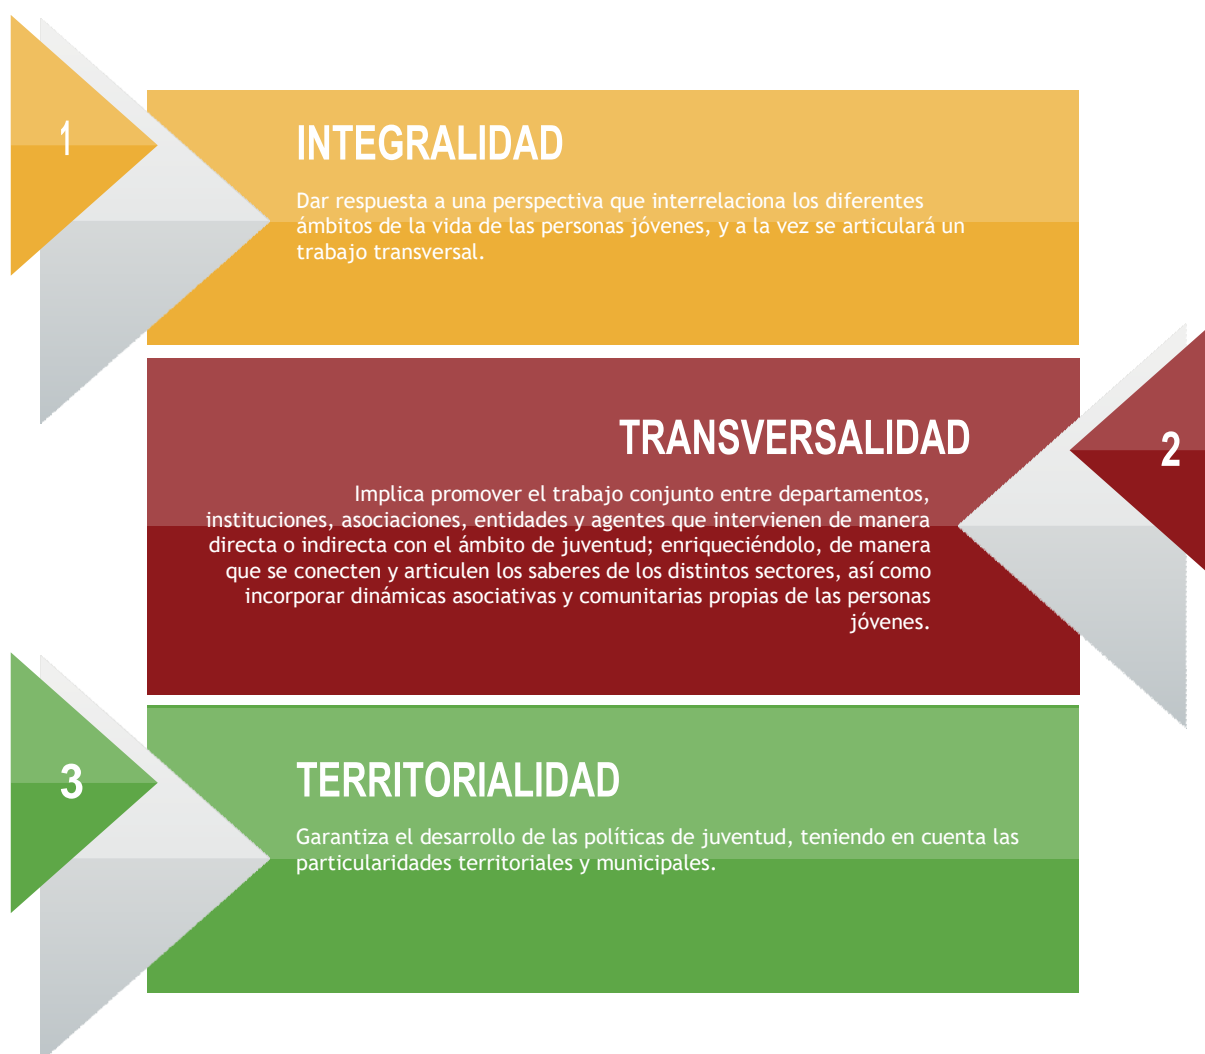 1
INTEGRALIDAD
Dar respuesta a una perspectiva que interrelaciona los diferentes
ámbitos de la vida de las personas jóvenes, y a la vez se articulará un
trabajo transversal.
TRANSVERSALIDAD
2
Implica promover el trabajo conjunto entre departamentos,
instituciones, asociaciones, entidades y agentes que intervienen de manera
directa o indirecta con el ámbito de juventud; enriqueciéndolo, de manera
que se conecten y articulen los saberes de los distintos sectores, así como
incorporar dinámicas asociativas y comunitarias propias de las personas
jóvenes.
3
TERRITORIALIDAD
Garantiza el desarrollo de las políticas de juventud, teniendo en cuenta las
particularidades territoriales y municipales.